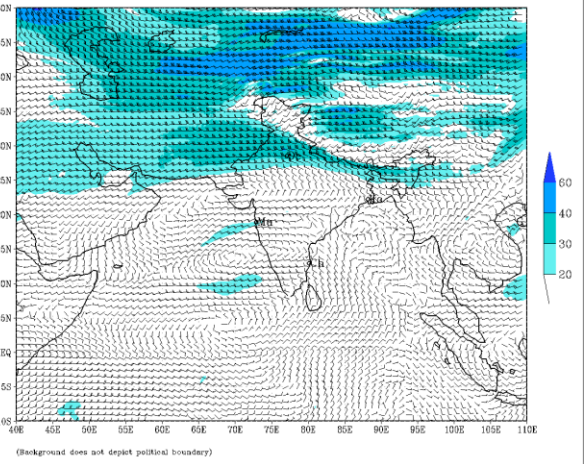 0N
5N
0N
5N
0N
5N
0N
5N
0N
5N
EQ
5S
0S
40E 45E 50E 55E 60E 65E 70E 75E 80E 85E 90E 95E 100E 105E 110E
Mu
Ch
60
40
30
20
(Background does not depict political boundary)